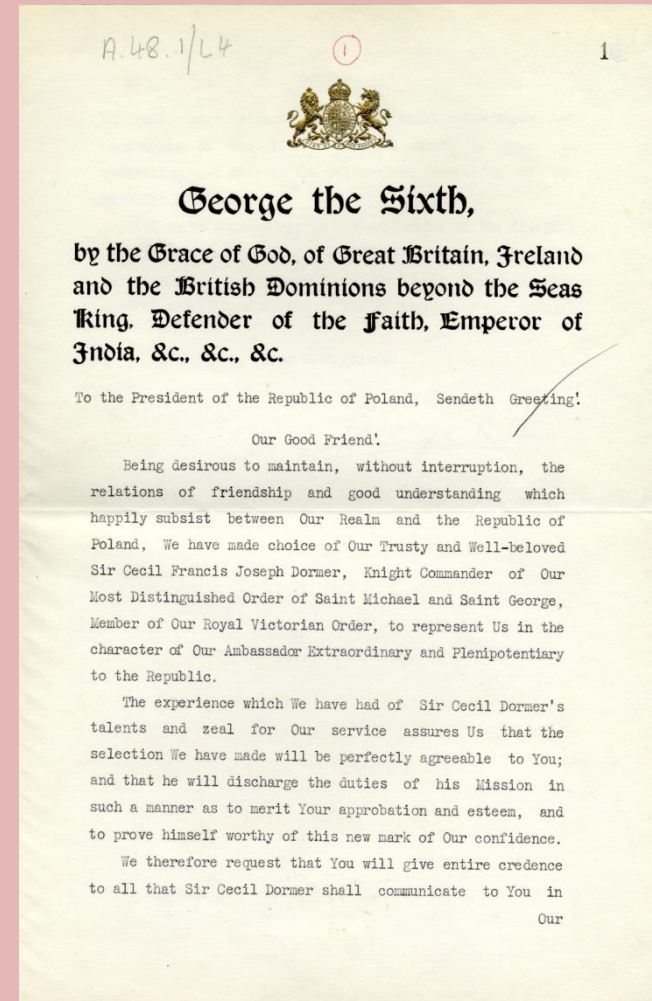 A.48.1/L4
1
1
George the Sixth,
by the Grace of God, of Great Britain, Ireland
and the British Dominions beyond the Seas
King, Defender of the Faith, Emperor of
India, &c., &c., &c.
To the President of the Republic of Poland, Sendeth Greeting!
Our Good Friend!
Being desirous to maintain, without interruption, the
relations of friendship and good understanding which
happily subsist between Our Realm and the Republic of
Poland, We have made choice of Our Trusty and Well-beloved
Sir Cecil Francis Joseph Dormer, Knight Commander of Our
Most Distinguished Order of Saint Michael and Saint George,
Member of Our Royal Victorian Order, to represent Us in the
character of Our Ambassador Extraordinary and Plenipotentiary
to the Republic.
The experience which We have had of Sir Cecil Dormer's
talents and zeal for Our service assures Us that the
selection We have made will be perfectly agreeable to You;
and that he will discharge the duties of his Mission in
such a manner as to merit Your approbation and esteem, and
to prove himself worthy of this new mark of Our confidence.
We therefore request that You will give entire credence
to all that Sir Cecil Dormer shall communicate to You in
Our